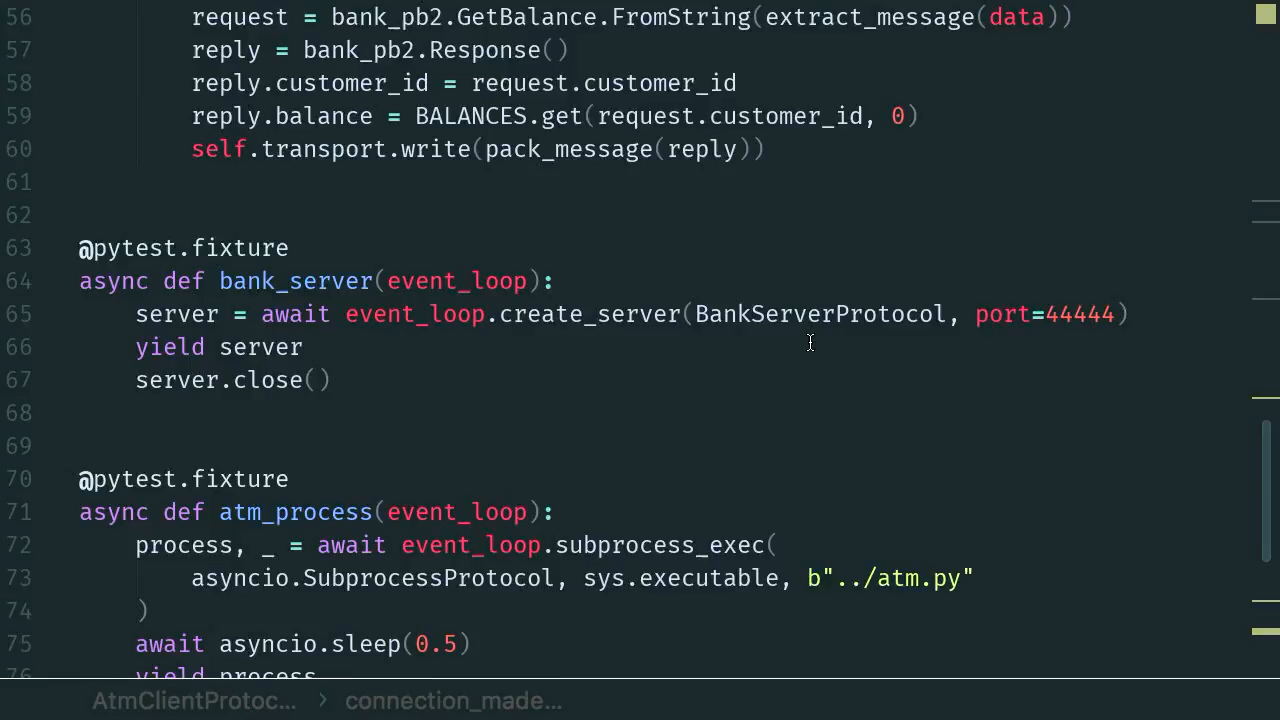 56 request = bank_pb2.GetBalance.FromString(extract_message(data))
57 reply = bank_pb2.Response()
58 reply.customer_id = request.customer_id
59 reply.balance = BALANCES.get(request.customer_id, 0)
60 self.transport.write(pack_message(reply))
61
62
63 @pytest.fixture
64 async def bank_server(event_loop):
65 server = await event_loop.create_server(BankServerProtocol, port=44444)
66 yield server
67 server.close()
68
69
70 @pytest.fixture
71 async def atm_process(event_loop):
72 process, _ = await event_loop.subprocess_exec(
73 asyncio.SubprocessProtocol, sys.executable, b"../atm.py"
74 )
75 await asyncio.sleep(0.5)
76 yield process
AtmClientProtoc... > connection_made...